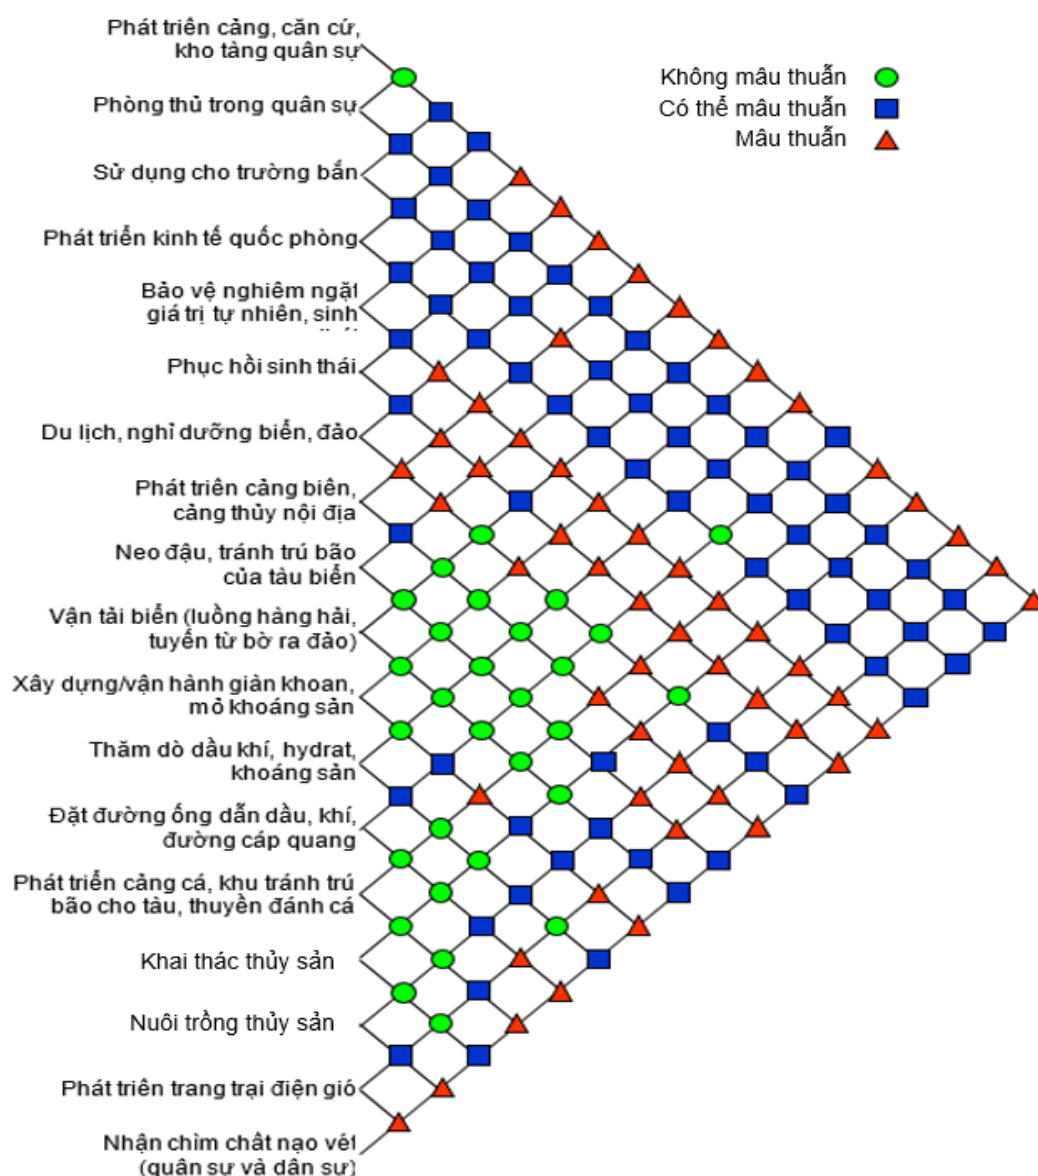 Phát triên cảng, căn cứ,
kho tàng quân sự
Không mâu thuẫn
Có thể mâu thuẫn
Mâu thuẫn
Phòng thủ trong quân sự
Sử dụng cho trường bắn
Phát triển kinh tế quốc phòng
Bảo vệ nghiêm ngặt
giá trị tự nhiên, sinh
Phục hồi sinh thái
Du lịch, nghỉ dưỡng biển, đảo
Phát triên cảng biên,
cảng thủy nội địa
Neo đậu, tránh trú bão
của tàu biển
Vận tải biển (luồng hàng hải,
tuyến từ bờ ra đảo)
Xây dựng/vận hành giàn khoan,
mỏ khoáng sản
Thăm dò dầu khí, hydrat,
khoáng sản
Đặt đường ống dẫn dầu, khí,
đường cáp quang
Phát triển cảng cá, khu tránh trú
bão cho tàu, thuyền đánh cá
Khai thác thủy sản
Nuôi trồng thủy sản
Phát triên trang trại điện gió
Nhận chìm chất nạo vét
(quân sự và dân sự)